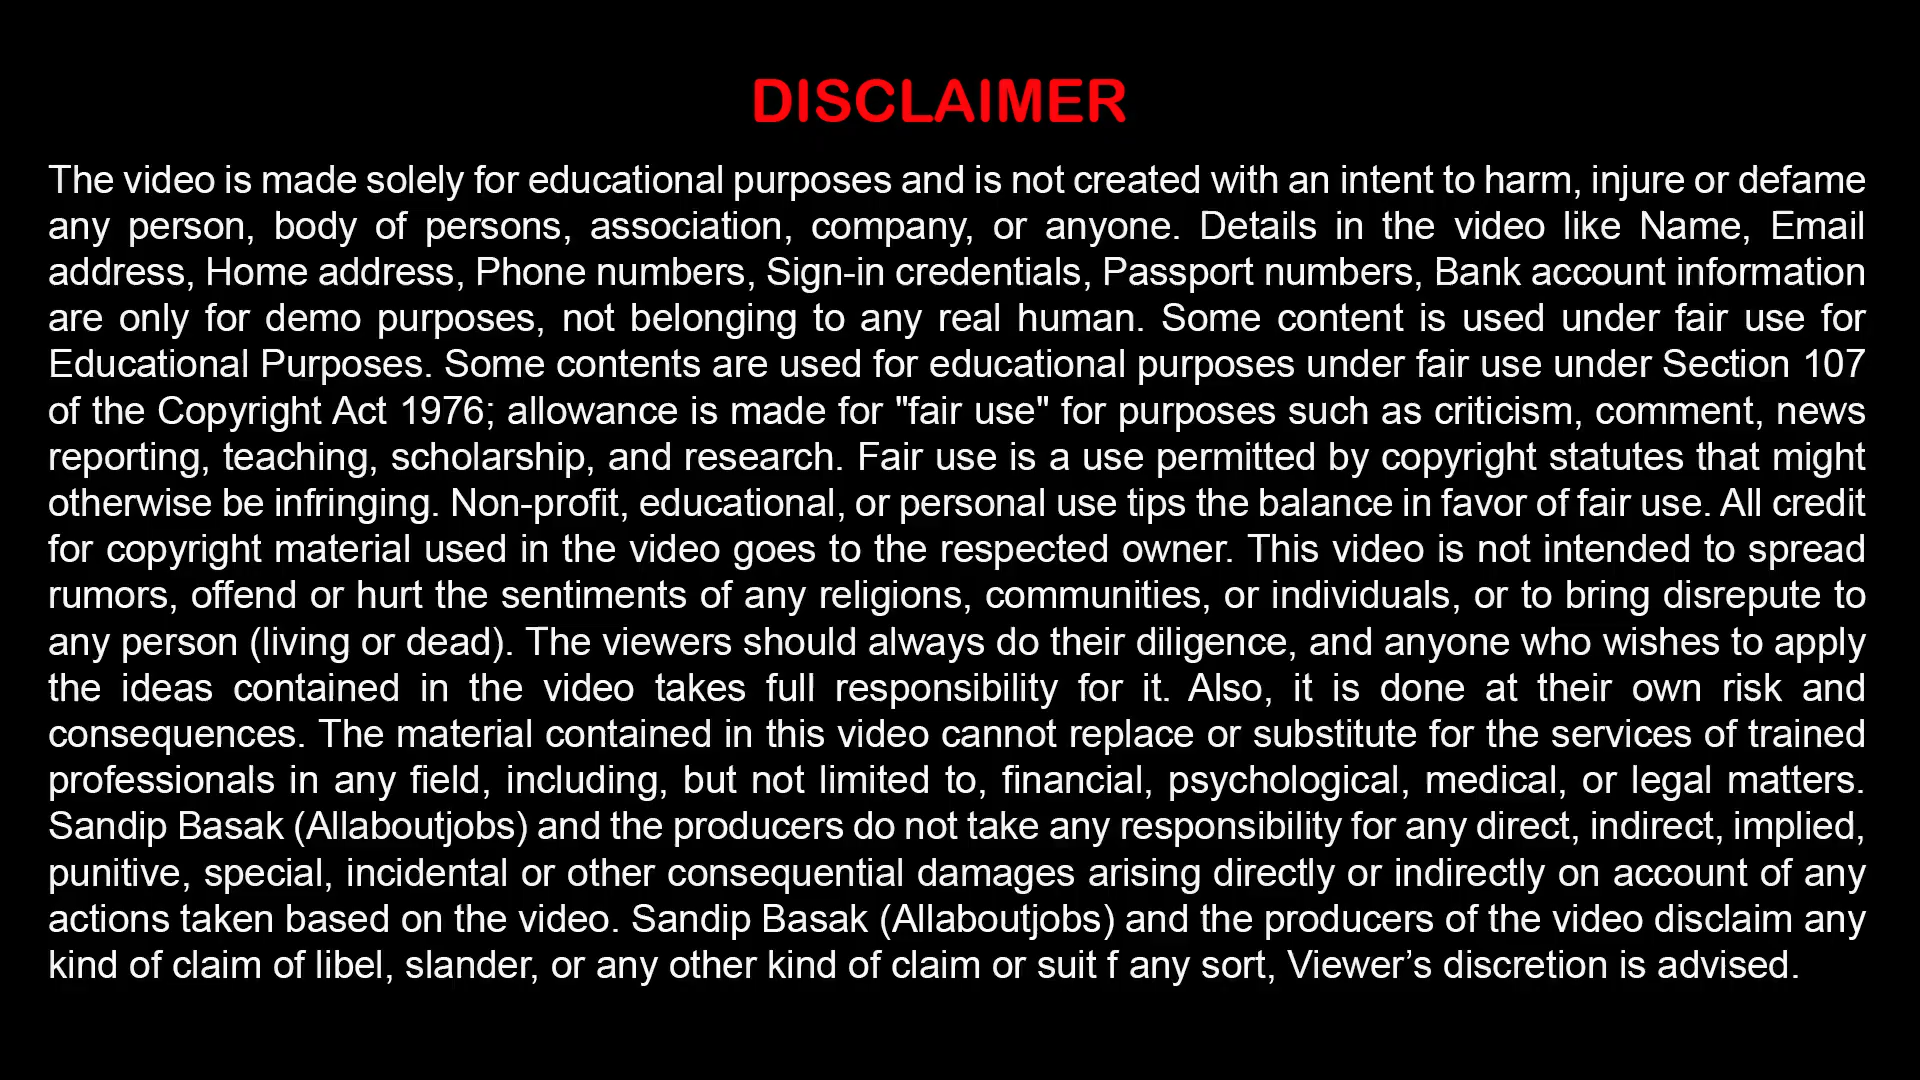 DISCLAIMER
The video is made solely for educational purposes and is not created with an intent to harm, injure or defame
any person, body of persons, association, company, or anyone. Details in the video like Name, Email
address, Home address, Phone numbers, Sign-in credentials, Passport numbers, Bank account information
are only for demo purposes, not belonging to any real human. Some content is used under fair use for
Educational Purposes. Some contents are used for educational purposes under fair use under Section 107
of the Copyright Act 1976; allowance is made for "fair use" for purposes such as criticism, comment, news
reporting, teaching, scholarship, and research. Fair use is a use permitted by copyright statutes that might
otherwise be infringing. Non-profit, educational, or personal use tips the balance in favor of fair use. All credit
for copyright material used in the video goes to the respected owner. This video is not intended to spread
rumors, offend or hurt the sentiments of any religions, communities, or individuals, or to bring disrepute to
any person (living or dead). The viewers should always do their diligence, and anyone who wishes to apply
the ideas contained in the video takes full responsibility for it. Also, it is done at their own risk and
consequences. The material contained in this video cannot replace or substitute for the services of trained
professionals in any field, including, but not limited to, financial, psychological, medical, or legal matters.
Sandip Basak (Allaboutjobs) and the producers do not take any responsibility for any direct, indirect, implied,
punitive, special, incidental or other consequential damages arising directly or indirectly on account of any
actions taken based on the video. Sandip Basak (Allaboutjobs) and the producers of the video disclaim any
kind of claim of libel, slander, or any other kind of claim or suit f any sort, Viewer’s discretion is advised.